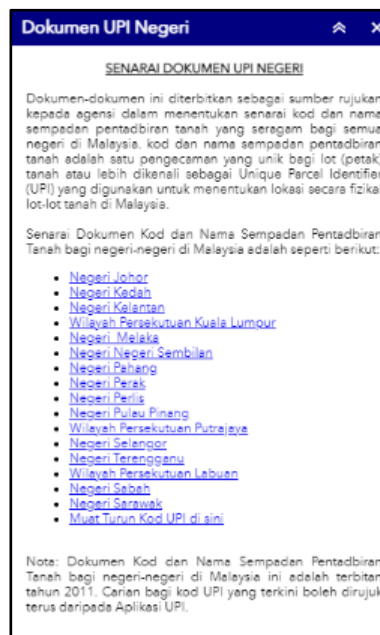 Dokumen UPI Negeri
SENARAI DOKUMEN UPI NEGERI
Dokumen-dokumen ini diterbitkan sebagai sumber rujukan
kepada agensi dalam menentukan senarai kod dan nama
sempadan pentadbiran tanah yang seragam bagi semua
negeri di Malaysia. kod dan nama sempadan pentadbiran
tanah adalah satu pengecaman yang unik bagi lot (petak)
tanah atau lebih dikenali sebagai Unique Parcel Identifier
(UPI) yang digunakan untuk menentukan lokasi secara fizikal
lot-lot tanah di Malaysia.
Senarai Dokumen Kod dan Nama Sempadan Pentadbiran
Tanah bagi negeri-negeri di Malaysia adalah seperti berikut:
• Negeri Johor
• Negeri Kedah
• Negeri Kelantan
• Wilayah Persekutuan Kuala Lumpur
• Negeri Melaka
• Negeri Negeri Sembilan
• Negeri Pahang
• Negeri Perak
• Negeri Perlis
• Negeri Pulau Pinang
• Wilayah Persekutuan Putrajaya
• Negeri Selangor
• Negeri Terengganu
• Wilayah Persekutuan Labuan
• Negeri Sabah
• Negeri Sarawak
• Muat Turun Kod UPI di sini
Nota: Dokumen Kod dan Nama Sempadan Pentadbiran
Tanah bagi negeri-negeri di Malaysia ini adalah terbitan
tahun 2011. Carian bagi kod UPI yang terkini boleh dirujuk
terus daripada Aplikasi UPI.